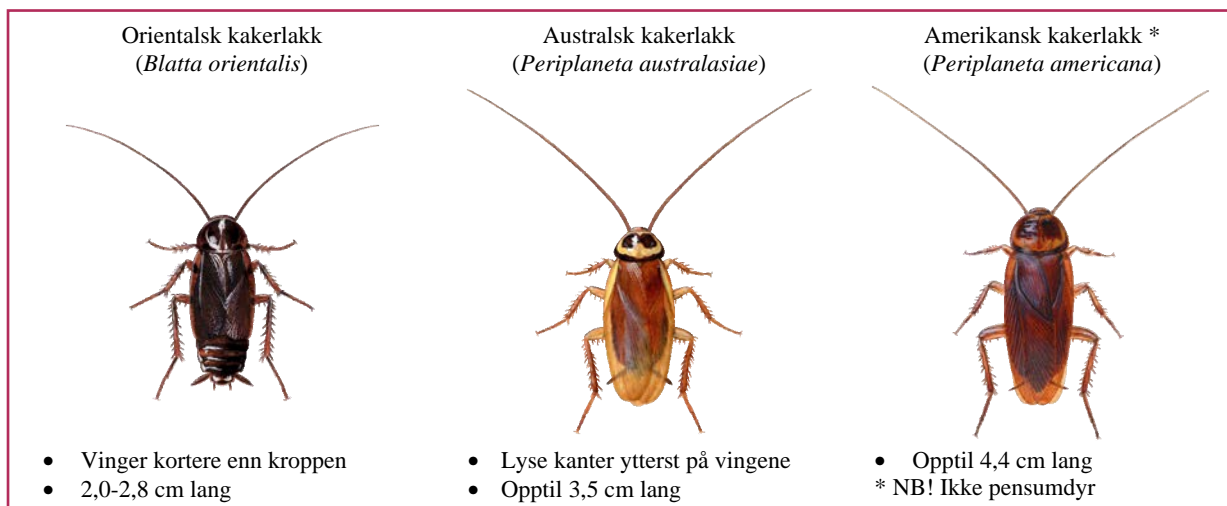 Orientalsk kakerlakk
(Blatta orientalis)
Australsk kakerlakk
(Periplaneta australasiae)
Amerikansk kakerlakk *
(Periplaneta americana)
• Vinger kortere enn kroppen
• 2,0-2,8 cm lang
• Lyse kanter ytterst på vingene
• Opptil 3,5 cm lang
• Opptil 4,4 cm lang
* NB! Ikke pensumdyr